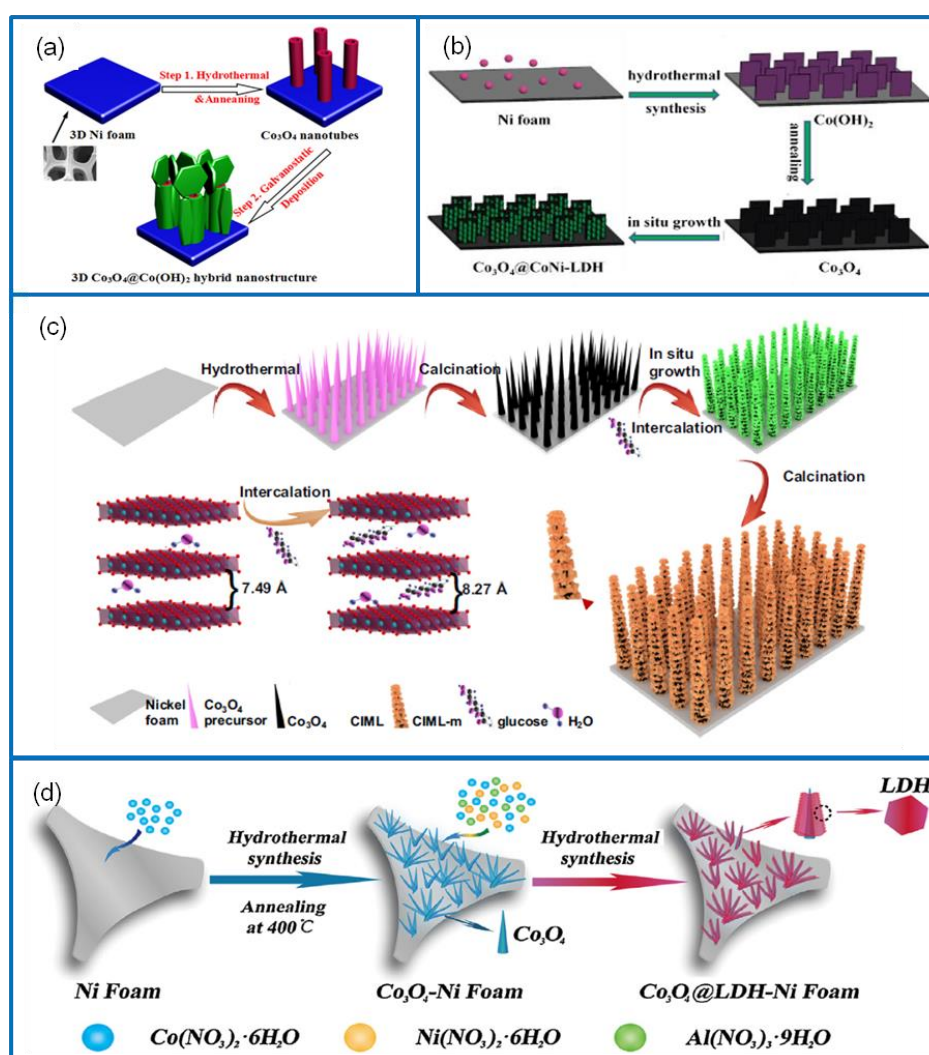 (a)
Step 1. Hydrothermal
&Anneaning
3D Ni foam
Co₃O₄ nanotubes
Step 2. Galvanostatic
Deposition
3D Co₃O₄@Co(OH)₂ hybrid nanostructure
(b)
Ni foam
hydrothermal
synthesis
Co(OH)₂
annealing
in situ growth
Co₃O₄@CoNi-LDH
Co₃O₄
(c)
Hydrothermal
Calcination
In situ
growth
Intercalation
Calcination
Intercalation
7.49 Å
8.27 Å
Nickel
foam
Co₃O₄
precursor
Co₃O₄
CIML
CIML-m
glucose
H₂O
(d)
LDH
Hydrothermal
synthesis
Annealing
at 400℃
Hydrothermal
synthesis
Co₃O₄
Ni Foam
Co₃O₄-Ni Foam
Co₃O₄@LDH-Ni Foam
Co(NO₃)₂·6H₂O
Ni(NO₃)₂·6H₂O
Al(NO₃)₃·9H₂O